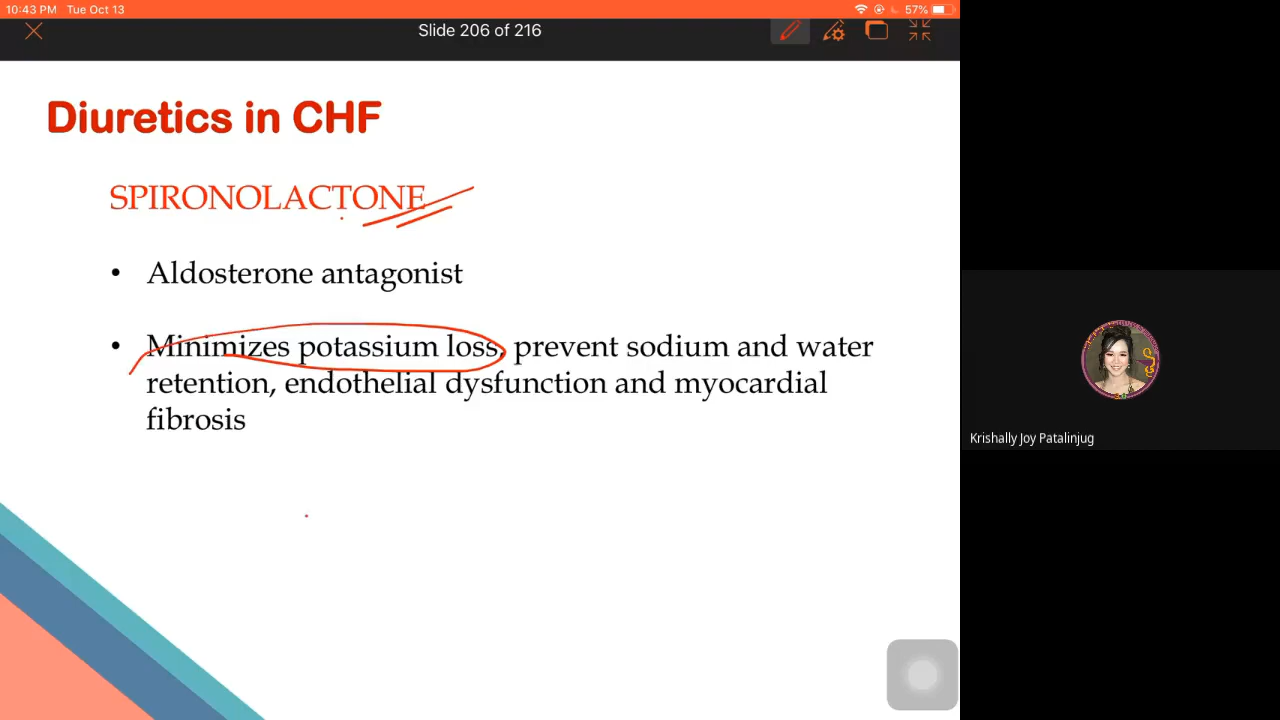 10:43 PM Tue Oct 13
57%
Slide 206 of 216
Diuretics in CHF
SPIRONOLACTONE
• Aldosterone antagonist
• Minimizes potassium loss, prevent sodium and water
retention, endothelial dysfunction and myocardial
fibrosis
Krishally Joy Patalinjug